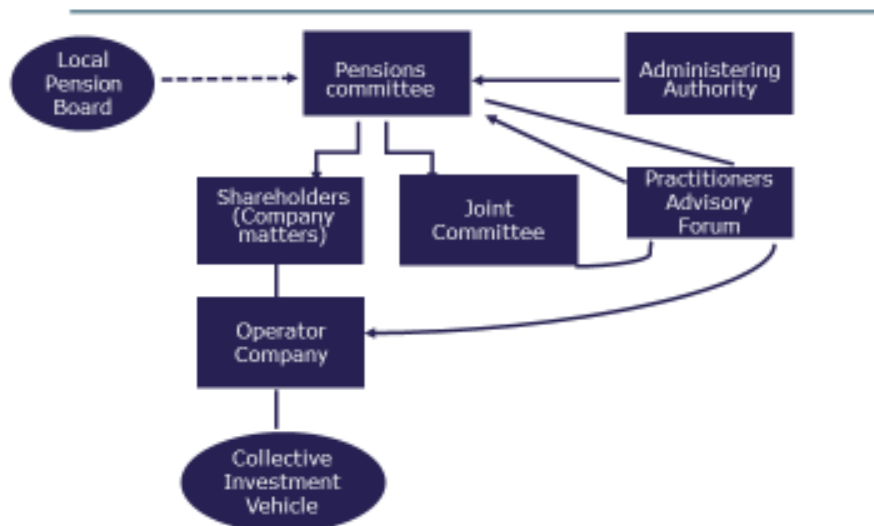 Local
Pension
Board
Pensions
committee
Administering
Authority
Shareholders
(Company
matters)
Joint
Committee
Practitioners
Advisory
Forum
Operator
Company
Collective
Investment
Vehicle